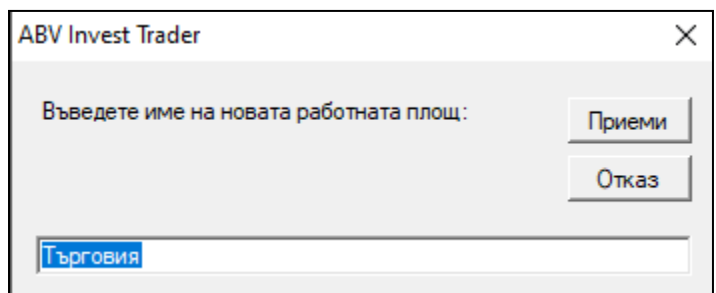 ABV Invest Trader
Въведете име на новата работната площ:
Приеми
Отказ
Търговия